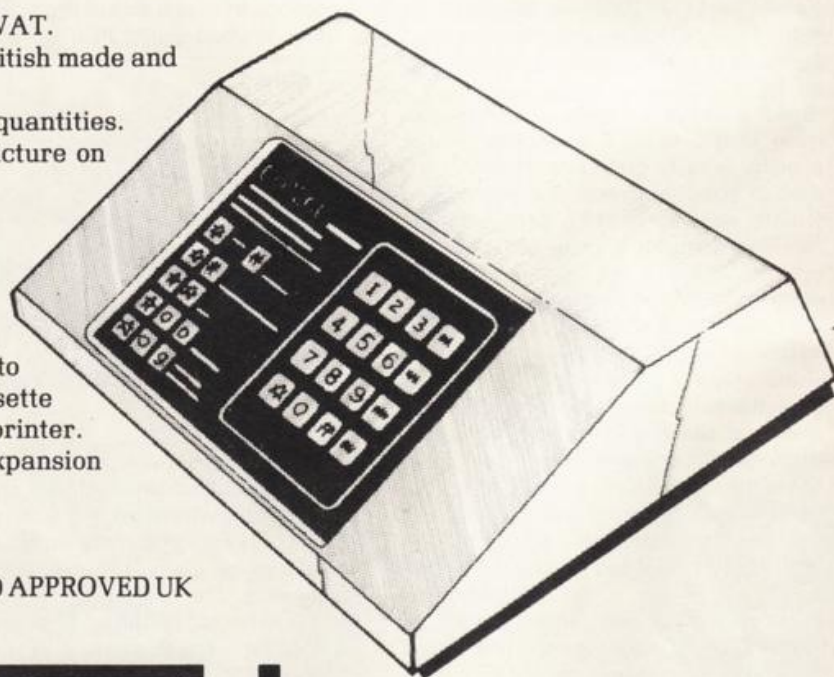 VAT.
itish made and
quantities.
cture on
to
sette
printer.
xpansion
APPROVED UK
1 2 3
4 5 6
7 8 9
0